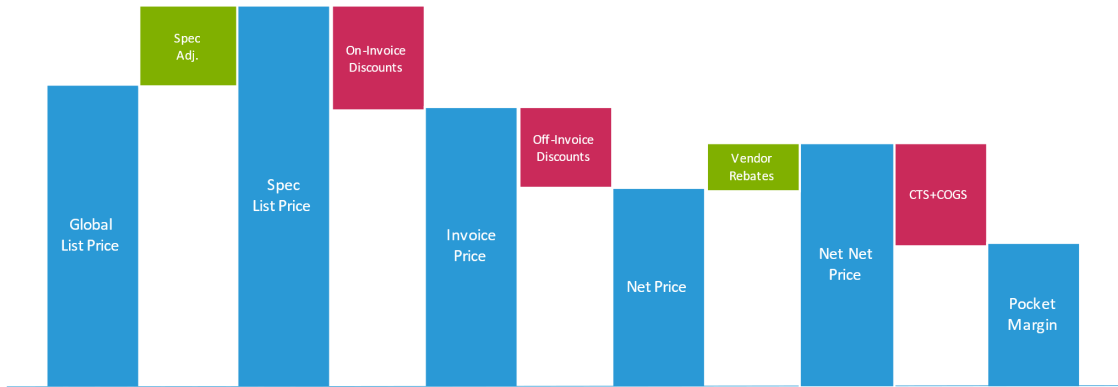 Global
List Price
Spec
Adj.
Spec
List Price
On-Invoice
Discounts
Invoice
Price
Off-Invoice
Discounts
Net Price
Vendor
Rebates
Net Net
Price
CTS+COGS
Pocket
Margin